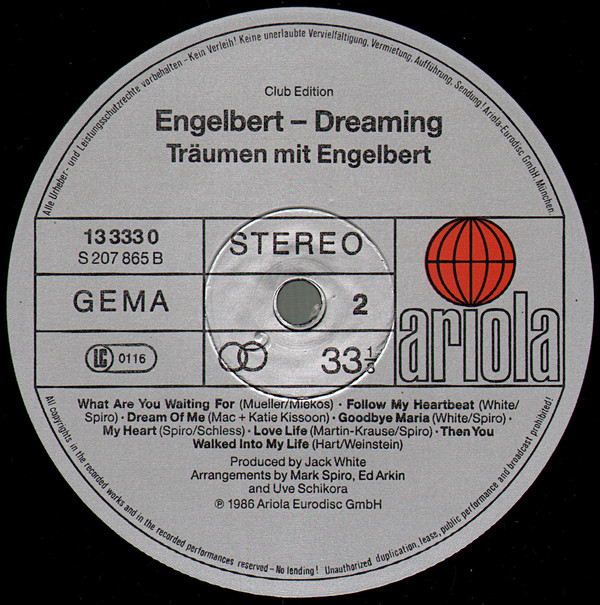 Alle Urheber- und Leistungsschutzrechte vorbehalten – Kein Verleih! Keine unerlaubte Vervielfältigung, Vermietung, Aufführung, Sendung! Ariola-Eurodisc GmbH, München.
Club Edition
Engelbert – Dreaming
Träumen mit Engelbert
13 333 0
S 207 865 B
STEREO
GEMA
2
LC 0116
33 1/3
ariola
What Are You Waiting For (Mueller/Miekos) · Follow My Heartbeat (White/
Spiro) · Dream Of Me (Mac + Katie Kissoon) · Goodbye Maria (White/Spiro) ·
My Heart (Spiro/Schless) · Love Life (Martin-Krause/Spiro) · Then You
Walked Into My Life (Hart/Weinstein)
Produced by Jack White
Arrangements by Mark Spiro, Ed Arkin
and Uve Schikora
℗ 1986 Ariola Eurodisc GmbH
All copyrights in the recorded works and in the recorded performances reserved – No lending! Unauthorized duplication, lease, public performance and broadcast prohibited!